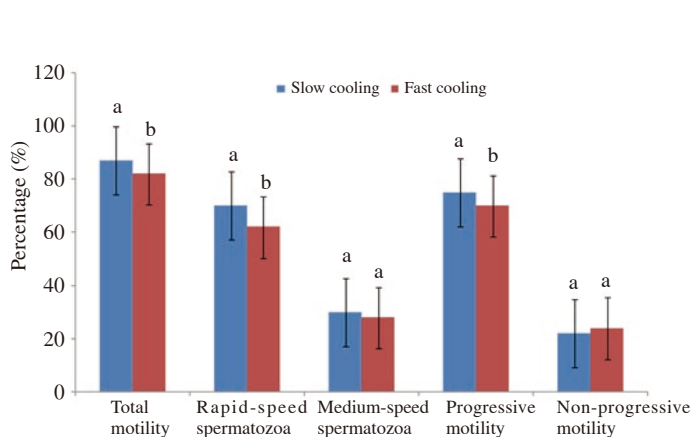 120
100
80
60
40
20
0
Percentage (%)
Slow cooling Fast cooling
a b
a b
a a
a b
a a
Total
motility
Rapid-speed
spermatozoa
Medium-speed
spermatozoa
Progressive
motility
Non-progressive
motility